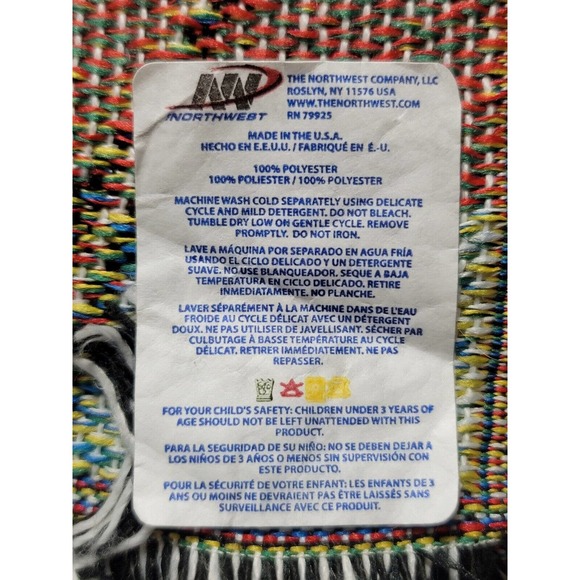 THE NORTHWEST COMPANY, LLC
ROSLYN, NY 11576 USA
WWW.THENORTHWEST.COM
RN 79925
NORTHWEST
MADE IN THE U.S.A.
HECHO EN E.E.U.U. / FABRIQUÉ EN É.-U.
100% POLYESTER
100% POLIESTER / 100% POLYESTER
MACHINE WASH COLD SEPARATELY USING DELICATE
CYCLE AND MILD DETERGENT. DO NOT BLEACH.
TUMBLE DRY LOW ON GENTLE CYCLE. REMOVE
PROMPTLY. DO NOT IRON.
LAVE A MÁQUINA POR SEPARADO EN AGUA FRÍA
USANDO EL CICLO DELICADO Y UN DETERGENTE
SUAVE. NO USE BLANQUEADOR. SEQUE A BAJA
TEMPERATURA EN CICLO DELICADO. RETIRE
INMEDIATAMENTE. NO PLANCHE.
LAVER SÉPARÉMENT À LA MACHINE DANS DE L'EAU
FROIDE AU CYCLE DÉLICAT AVEC UN DÉTERGENT
DOUX. NE PAS UTILISER DE JAVELLISANT. SÉCHER PAR
CULBUTAGE À BASSE TEMPÉRATURE AU CYCLE
DÉLICAT. RETIRER IMMÉDIATEMENT. NE PAS
REPASSER.
FOR YOUR CHILD'S SAFETY: CHILDREN UNDER 3 YEARS OF
AGE SHOULD NOT BE LEFT UNATTENDED WITH THIS
PRODUCT.
PARA LA SEGURIDAD DE SU NIÑO: NO SE DEBEN DEJAR A
LOS NIÑOS DE 3 AÑOS O MENOS SIN SUPERVISIÓN CON
ESTE PRODUCTO.
POUR LA SÉCURITÉ DE VOTRE ENFANT: LES ENFANTS DE 3
ANS OU MOINS NE DEVRAIENT PAS ÊTRE LAISSÉS SANS
SURVEILLANCE AVEC CE PRODUIT.